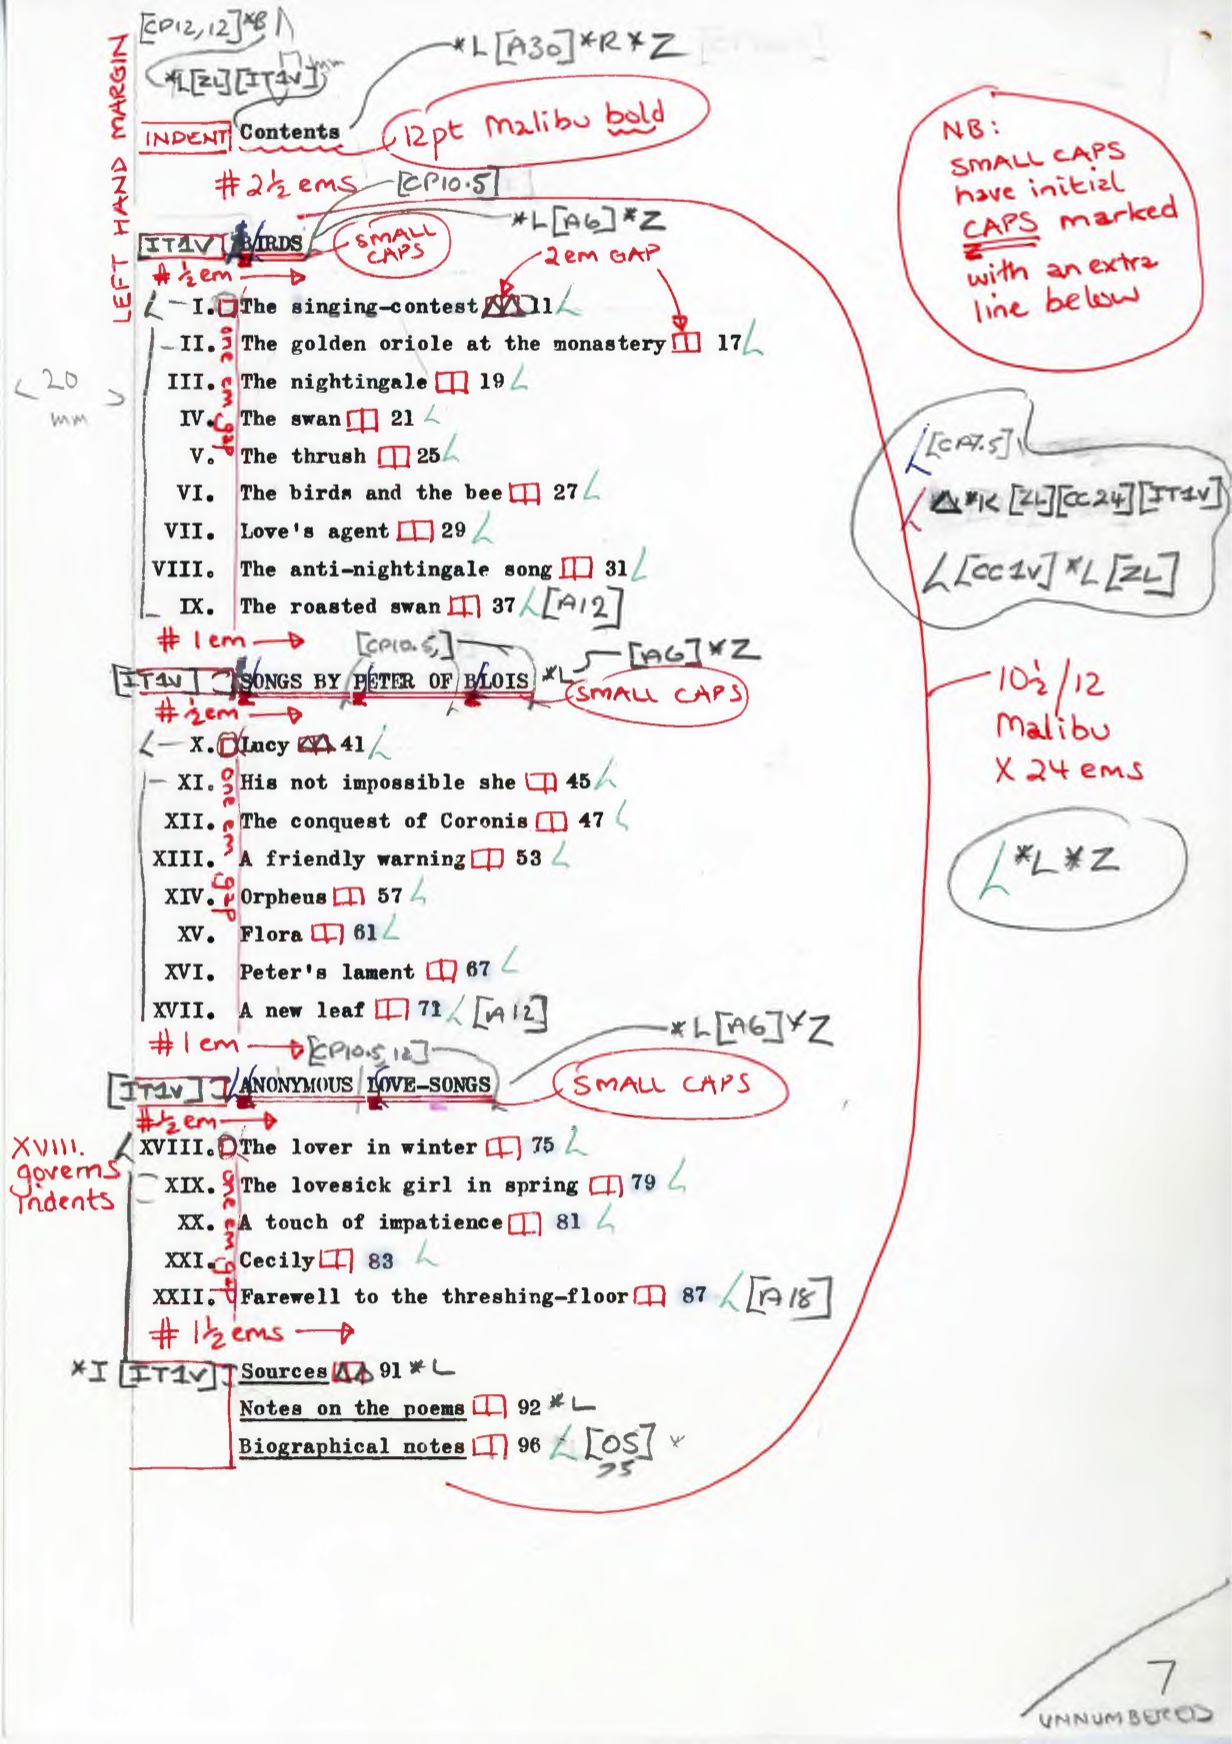 [CP12,12]*B
*L[A30]*R*Z
*L[ZL][IT1V]
mm
LEFT HAND MARGIN
INDENT Contents
12pt Malibu bold
# 2½ ems
[CP10.5]
*L[A6]*Z
[IT1V] BIRDS
SMALL
CAPS
# ½ em
2em GAP
I. The singing-contest 11
II. The golden oriole at the monastery 17
III. The nightingale 19
IV. The swan 21
V. The thrush 25
VI. The birds and the bee 27
VII. Love's agent 29
VIII. The anti-nightingale song 31
IX. The roasted swan 37 [A12]
one em gap
20
mm
# 1em
[CP10.5,]
[A6]*Z
[IT1V] SONGS BY PETER OF BLOIS *L
SMALL CAPS
# ½em
X. Lucy 41
XI. His not impossible she 45
XII. The conquest of Coronis 47
XIII. A friendly warning 53
XIV. Orpheus 57
XV. Flora 61
XVI. Peter's lament 67
XVII. A new leaf 71 [A12]
one em gap
*L[A6]*Z
# 1em
[CP10.5,12]
[IT1V] ANONYMOUS LOVE-SONGS
SMALL CAPS
# ½em
XVIII. The lover in winter 75
XIX. The lovesick girl in spring 79
XX. A touch of impatience 81
XXI. Cecily 83
XXII. Farewell to the threshing-floor 87 [A18]
one em gap
XVIII.
governs
indents
# 1½ ems
*I [IT1V] Sources 91 *L
Notes on the poems 92 *L
Biographical notes 96 [OS]
NB:
SMALL CAPS
have initial
CAPS marked
with an extra
line below
*K [ZL][CC24][IT1V]
[CC1V]*L[ZL]
10½/12
Malibu
X 24 ems
*L*Z
7
UNNUMBERED